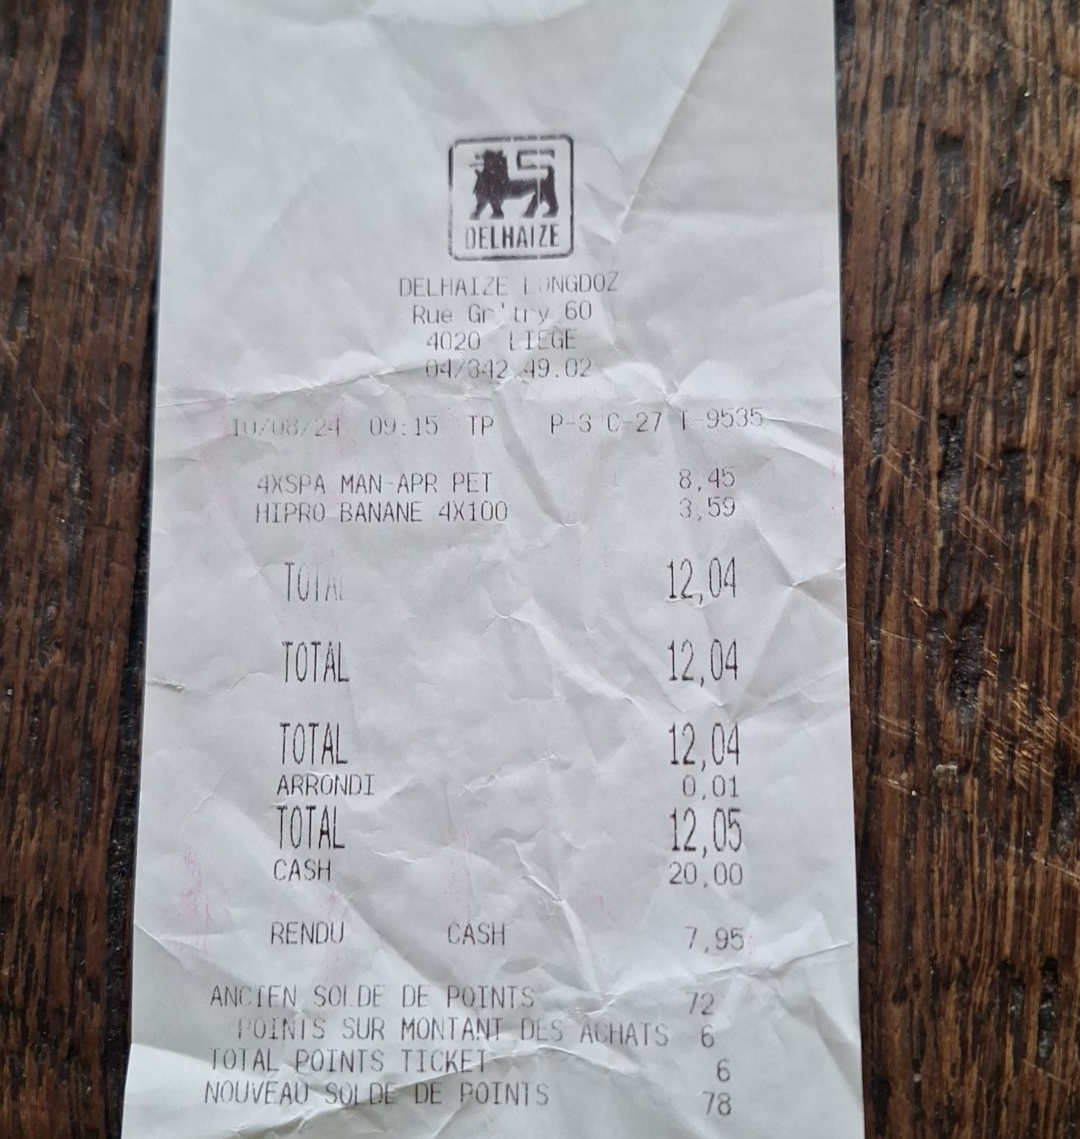 DELHAIZE
DELHAIZE LONGDOZ
Rue Gr'try 60
4020 LIEGE
04/342.49.02
10/08/24 09:15 TP P-3 C-27 T-9535
4XSPA MAN-APR PET 8,45
HIPRO BANANE 4X100 3,59
TOTAL 12,04
TOTAL 12,04
TOTAL 12,04
ARRONDI 0,01
TOTAL 12,05
CASH 20,00
RENDU CASH 7,95
ANCIEN SOLDE DE POINTS 72
POINTS SUR MONTANT DES ACHATS 6
TOTAL POINTS TICKET 6
NOUVEAU SOLDE DE POINTS 78